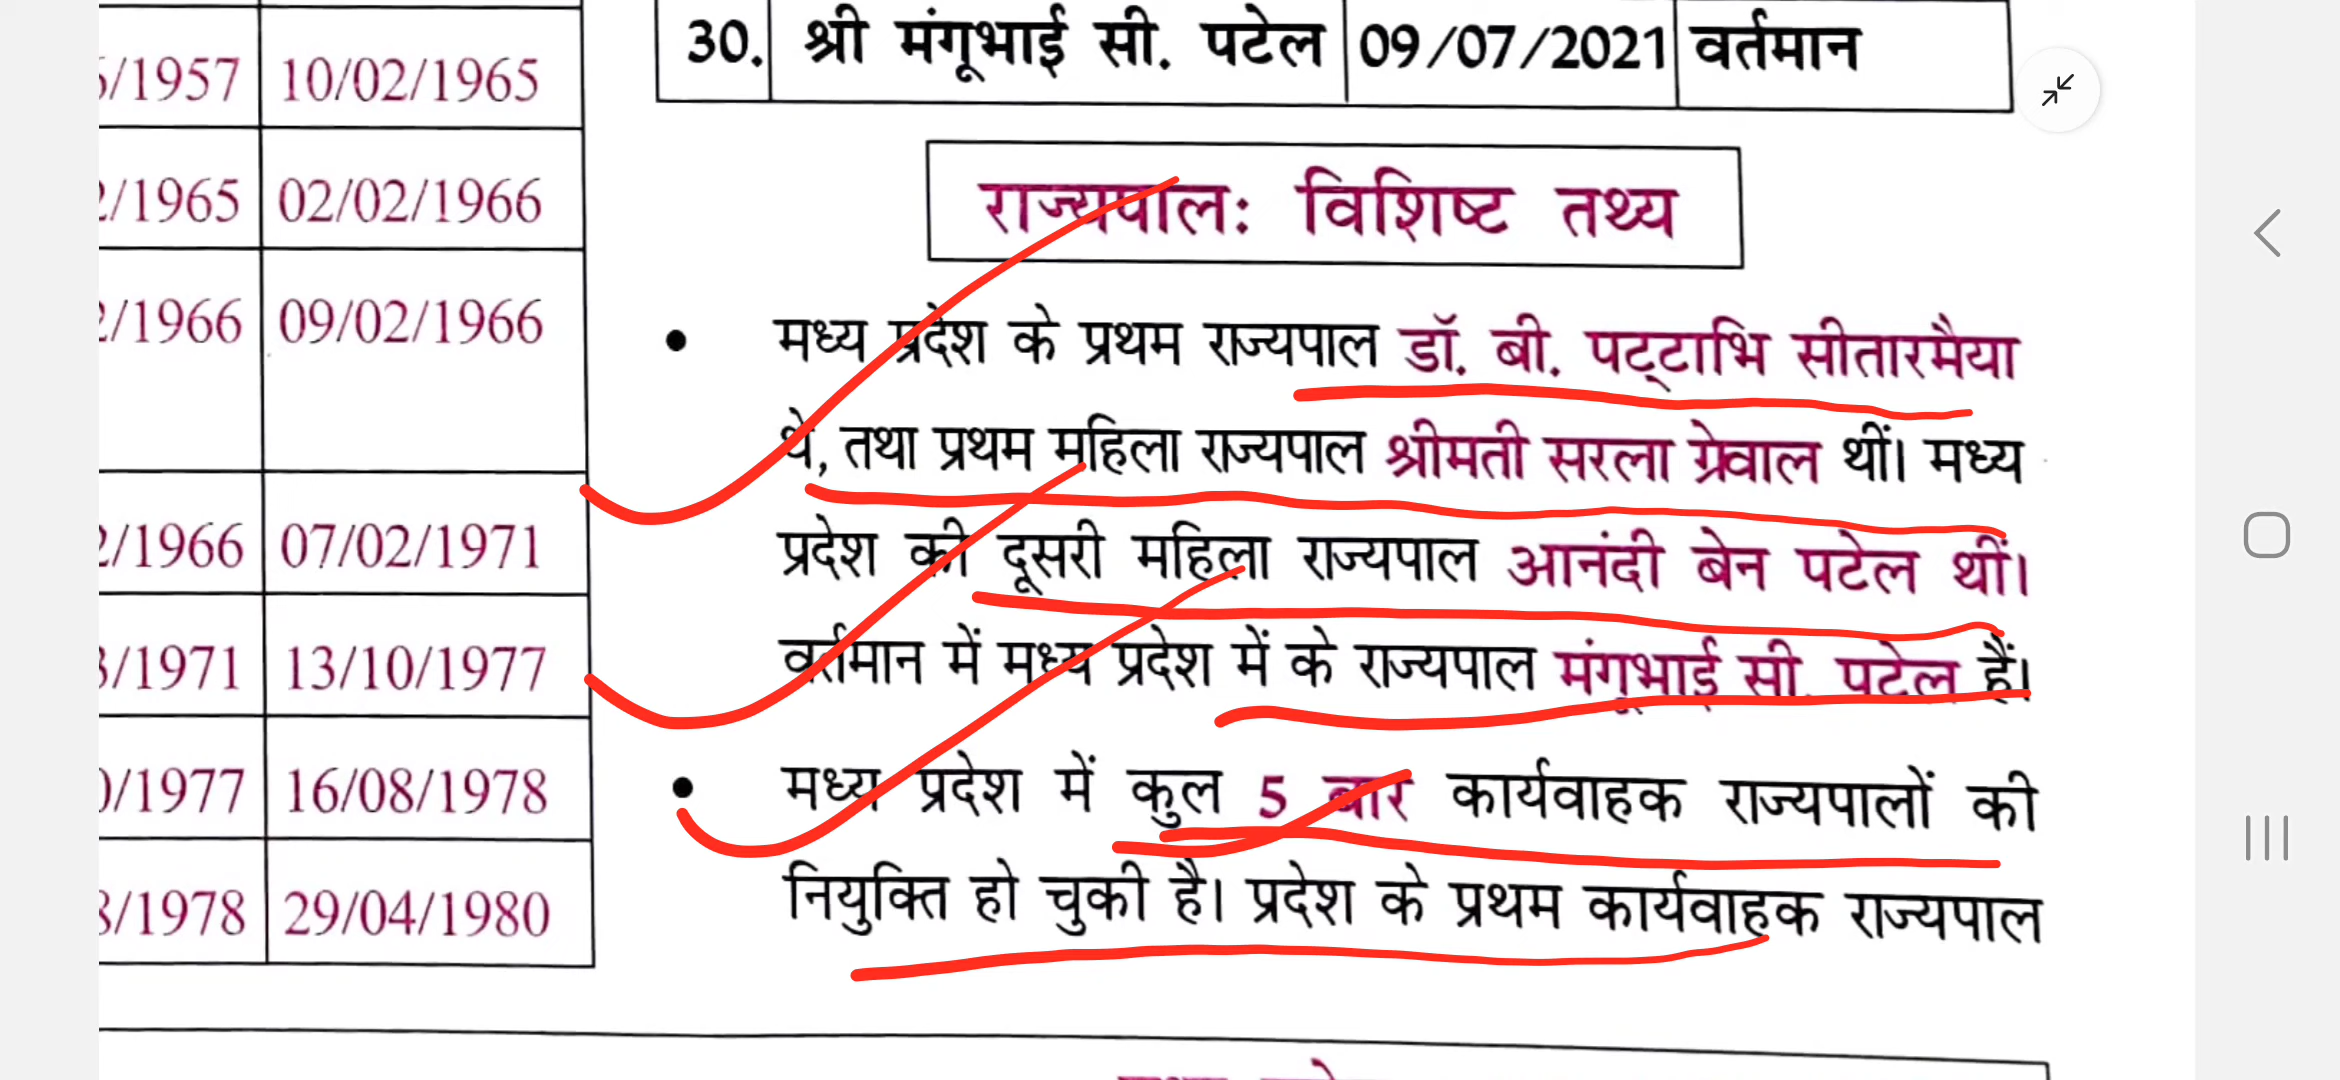 /1957 10/02/1965
/1965 02/02/1966
/1966 09/02/1966
/1966 07/02/1971
/1971 13/10/1977
/1977 16/08/1978
/1978 29/04/1980
30. श्री मंगूभाई सी. पटेल 09/07/2021 वर्तमान
राज्यपालः विशिष्ट तथ्य
• मध्य प्रदेश के प्रथम राज्यपाल डॉ. बी. पट्टाभि सीतारमैया
थे, तथा प्रथम महिला राज्यपाल श्रीमती सरला ग्रेवाल थीं। मध्य
प्रदेश की दूसरी महिला राज्यपाल आनंदी बेन पटेल थीं।
वर्तमान में मध्य प्रदेश में के राज्यपाल मंगूभाई सी. पटेल हैं।
• मध्य प्रदेश में कुल 5 बार कार्यवाहक राज्यपालों की
नियुक्ति हो चुकी है। प्रदेश के प्रथम कार्यवाहक राज्यपाल